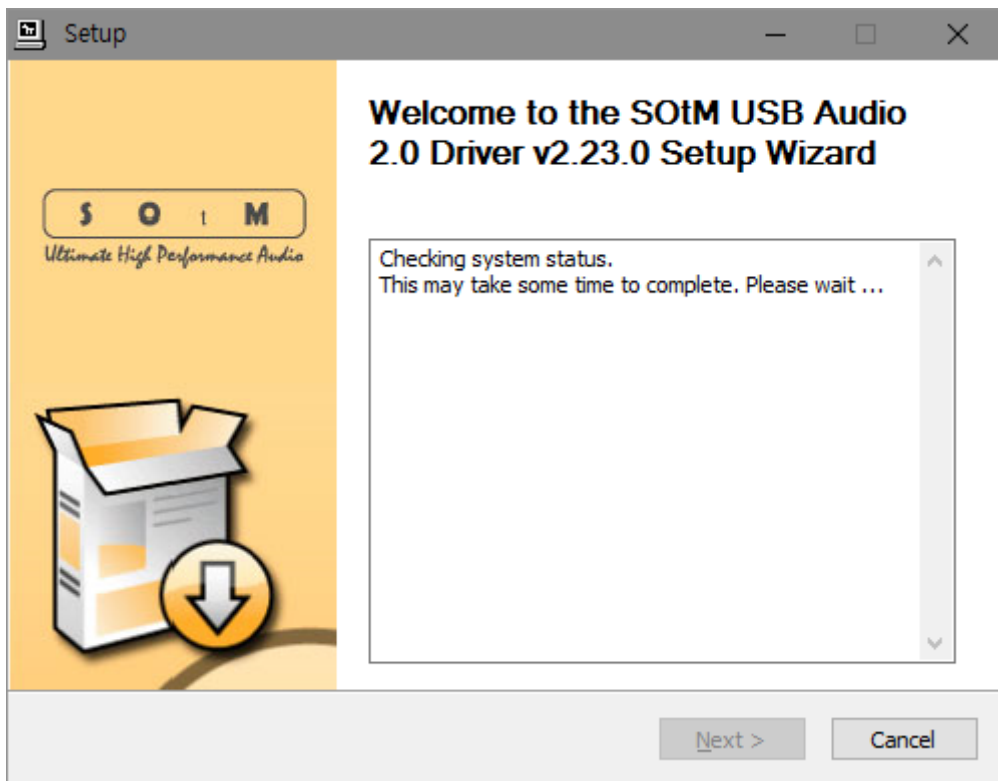 Setup
Welcome to the SOtM USB Audio
2.0 Driver v2.23.0 Setup Wizard
S O t M
Ultimate High Performance Audio
Checking system status.
This may take some time to complete. Please wait ...
Next >
Cancel